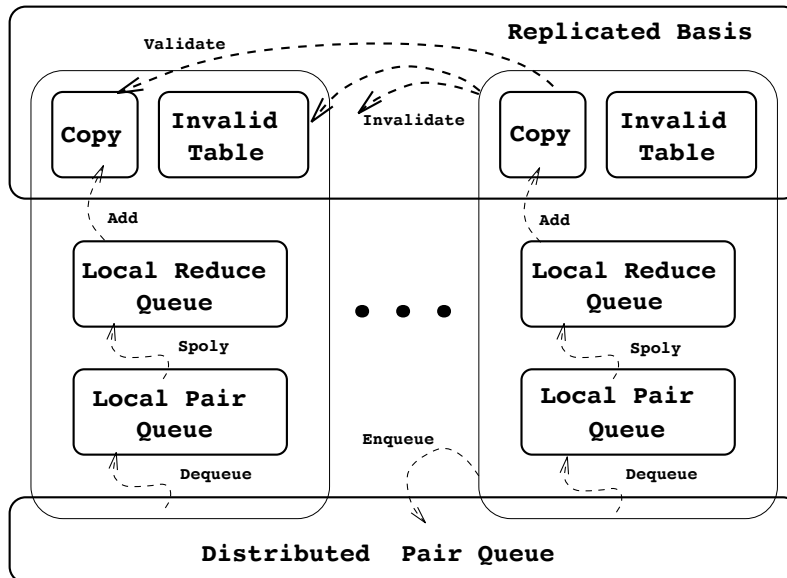 Replicated Basis
Validate
Copy
Invalid
Table
Invalidate
Copy
Invalid
Table
Add
Add
Local Reduce
Queue
Local Reduce
Queue
Spoly
Spoly
Local Pair
Queue
Local Pair
Queue
Enqueue
Dequeue
Dequeue
Distributed Pair Queue